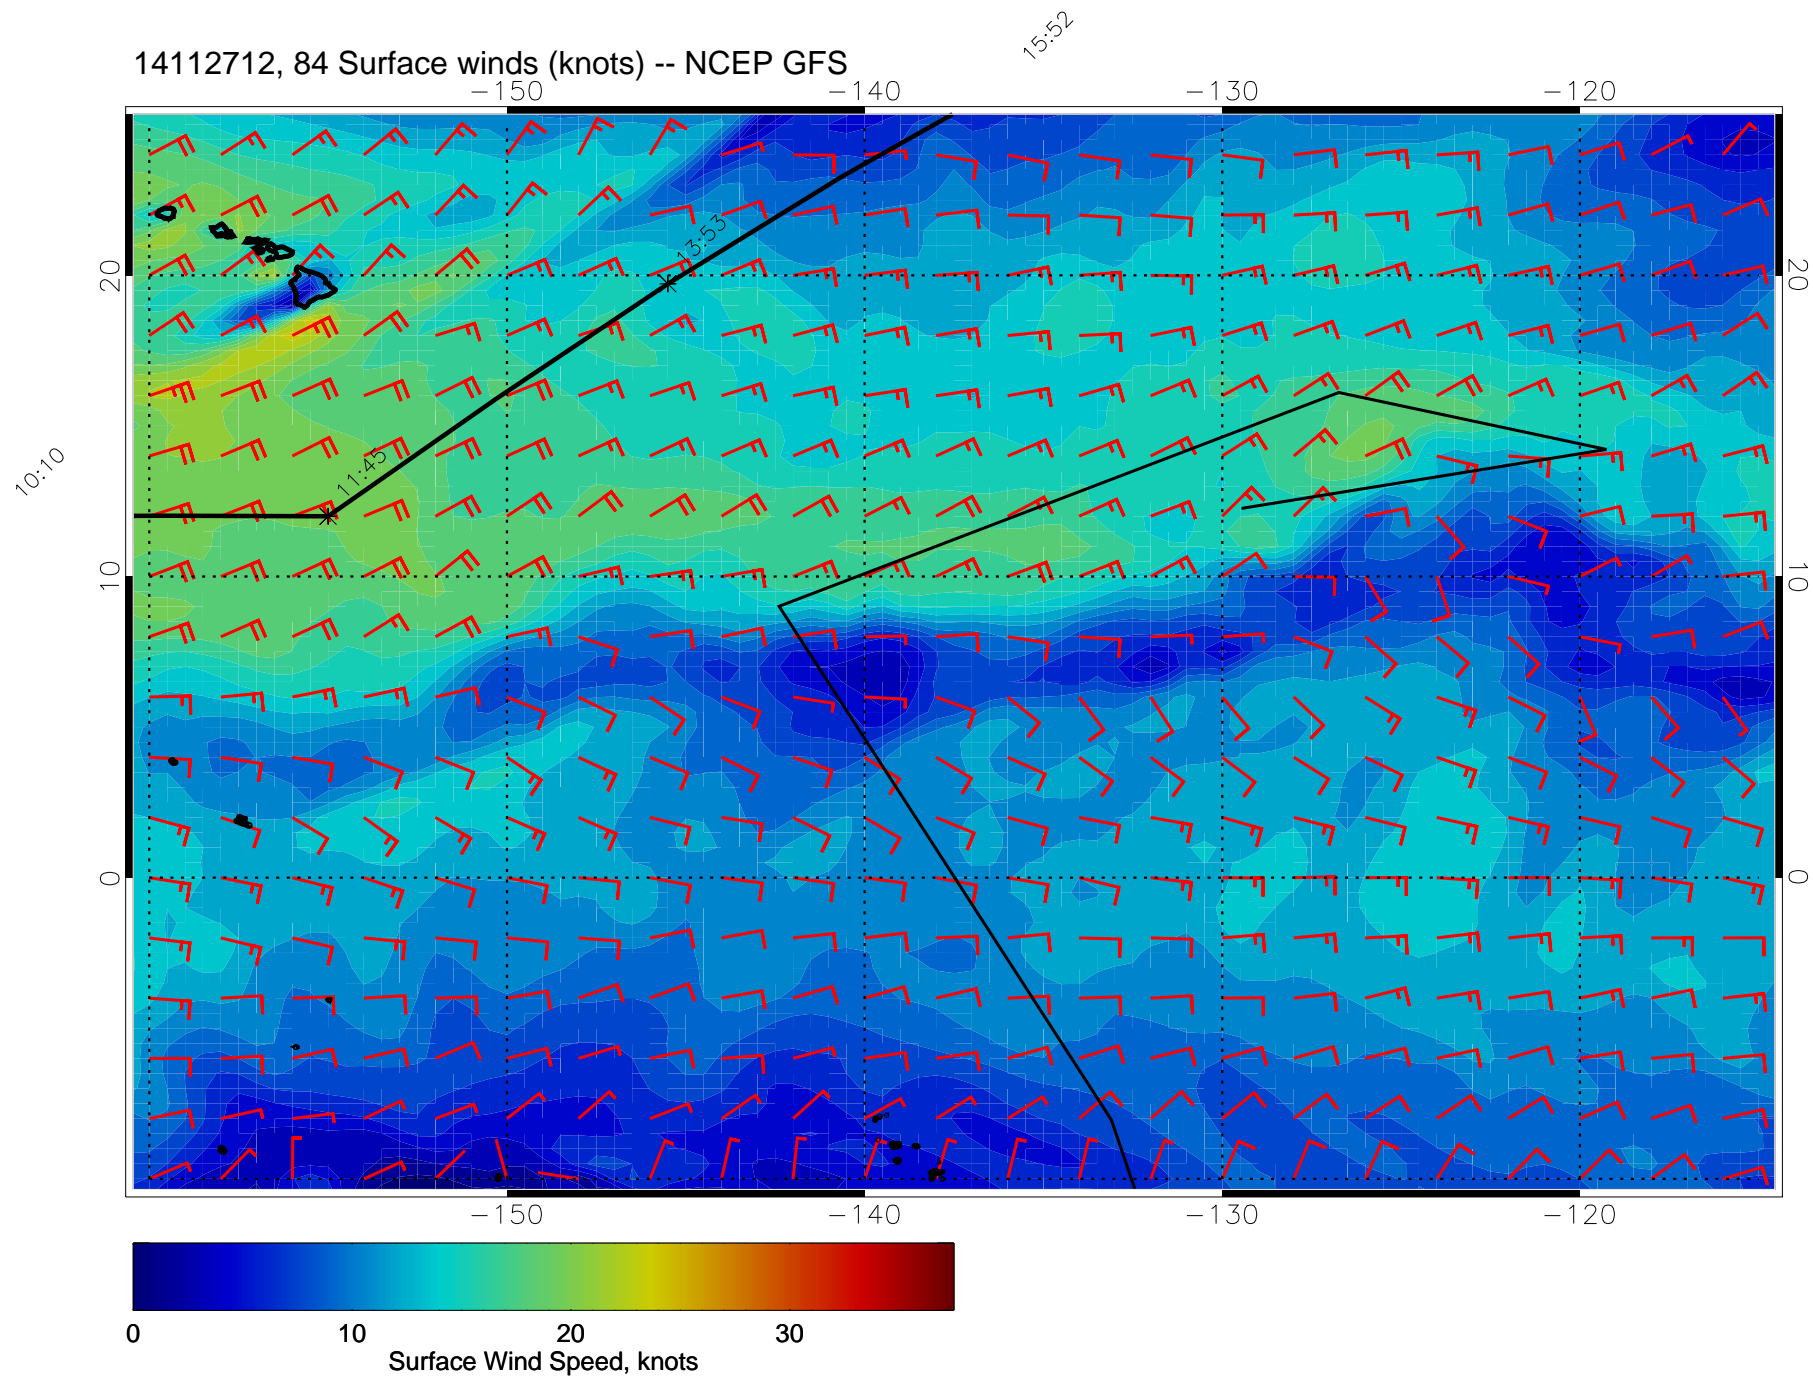 15:52
14112712, 84 Surface winds (knots) -- NCEP GFS
-150 -140 -130 -120
13:53
20 20
11:45
10:10
10 10
0 0
-150 -140 -130 -120
0 10 20 30
Surface Wind Speed, knots